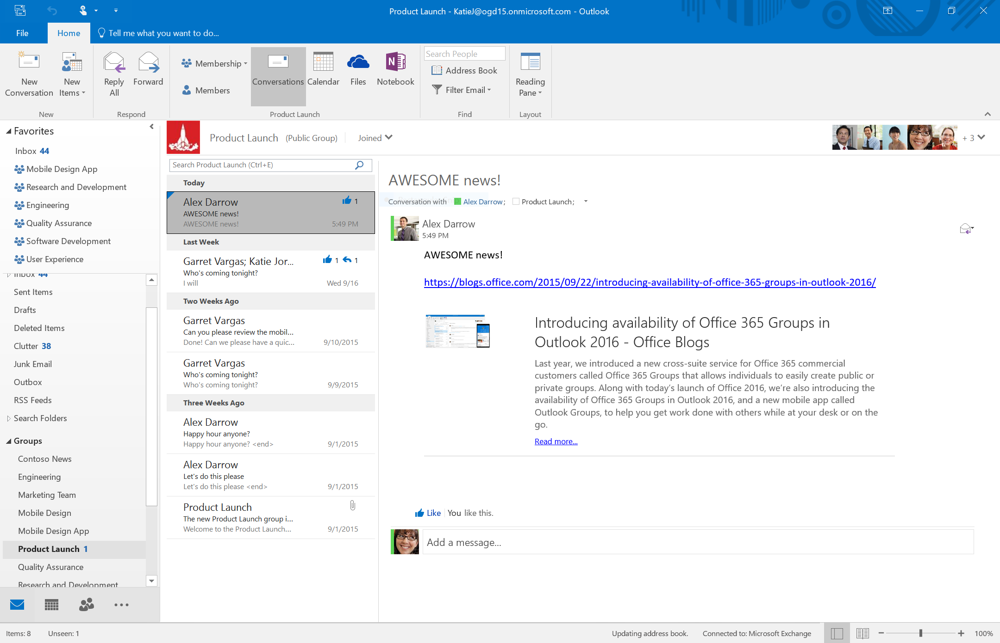 Product Launch - KatieJ@ogd15.onmicrosoft.com - Outlook
File
Home
Tell me what you want to do...
New
Conversation
New
Items
New
Reply
All
Forward
Respond
Membership
Members
Conversations
Calendar
Files
Notebook
Product Launch
Search People
Address Book
Filter Email
Find
Reading
Pane
Layout
Favorites
Inbox 44
Mobile Design App
Research and Development
Engineering
Quality Assurance
Software Development
User Experience
Inbox 44
Sent Items
Drafts
Deleted Items
Clutter 38
Junk Email
Outbox
RSS Feeds
Search Folders
Groups
Contoso News
Engineering
Marketing Team
Mobile Design
Mobile Design App
Product Launch 1
Quality Assurance
Research and Development
Product Launch (Public Group)
Joined
+ 3
Search Product Launch (Ctrl+E)
Today
Alex Darrow 1
AWESOME news!
AWESOME news! 5:49 PM
Last Week
Garret Vargas; Katie Jor... 1 1
Who's coming tonight?
I will Wed 9/16
Two Weeks Ago
Garret Vargas
Can you please review the mobil...
Done! Can we please have a quic... 9/10/2015
Garret Vargas
Who's coming tonight?
Who's coming tonight? 9/9/2015
Three Weeks Ago
Alex Darrow
Happy hour anyone?
Happy hour anyone? <end> 9/1/2015
Alex Darrow
Let's do this please
Let's do this please <end> 9/1/2015
Product Launch
The new Product Launch group i...
Welcome to the Product Launch... 9/1/2015
AWESOME news!
Conversation with Alex Darrow; Product Launch;
Alex Darrow
5:49 PM
AWESOME news!
https://blogs.office.com/2015/09/22/introducing-availability-of-office-365-groups-in-outlook-2016/
Introducing availability of Office 365 Groups in
Outlook 2016 - Office Blogs
Last year, we introduced a new cross-suite service for Office 365 commercial
customers called Office 365 Groups that allows individuals to easily create public or
private groups. Along with today's launch of Office 2016, we're also introducing the
availability of Office 365 Groups in Outlook 2016, and a new mobile app called
Outlook Groups, to help you get work done with others while at your desk or on the
go.
Read more...
Like You like this.
Add a message...
Items: 8
Unseen: 1
Updating address book.
Connected to: Microsoft Exchange
100%